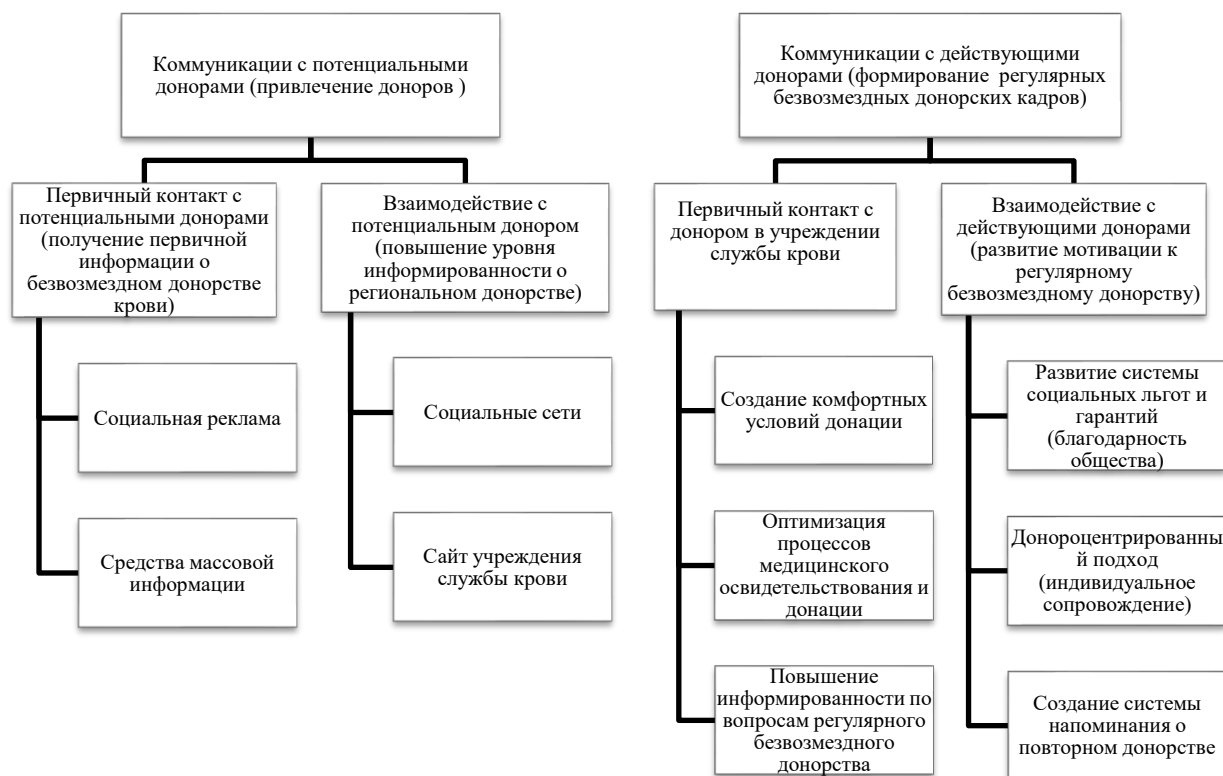 Коммуникации с потенциальными
донорами (привлечение доноров )
Коммуникации с действующими
донорами (формирование регулярных
безвозмездных донорских кадров)
Первичный контакт с
потенциальными донорами
(получение первичной
информации о
безвозмездном донорстве
крови)
Взаимодействие с
потенциальным донором
(повышение уровня
информированности о
региональном донорстве)
Первичный контакт с
донором в учреждении
службы крови
Взаимодействие с
действующими донорами
(развитие мотивации к
регулярному
безвозмездному донорству)
Социальная реклама
Социальные сети
Создание комфортных
условий донации
Развитие системы
социальных льгот и
гарантий
(благодарность
общества)
Средства массовой
информации
Сайт учреждения
службы крови
Оптимизация
процессов
медицинского
освидетельствования и
донации
Донороцентрированны
й подход
(индивидуальное
сопровождение)
Повышение
информированности по
вопросам регулярного
безвозмездного
донорства
Создание системы
напоминания о
повторном донорстве